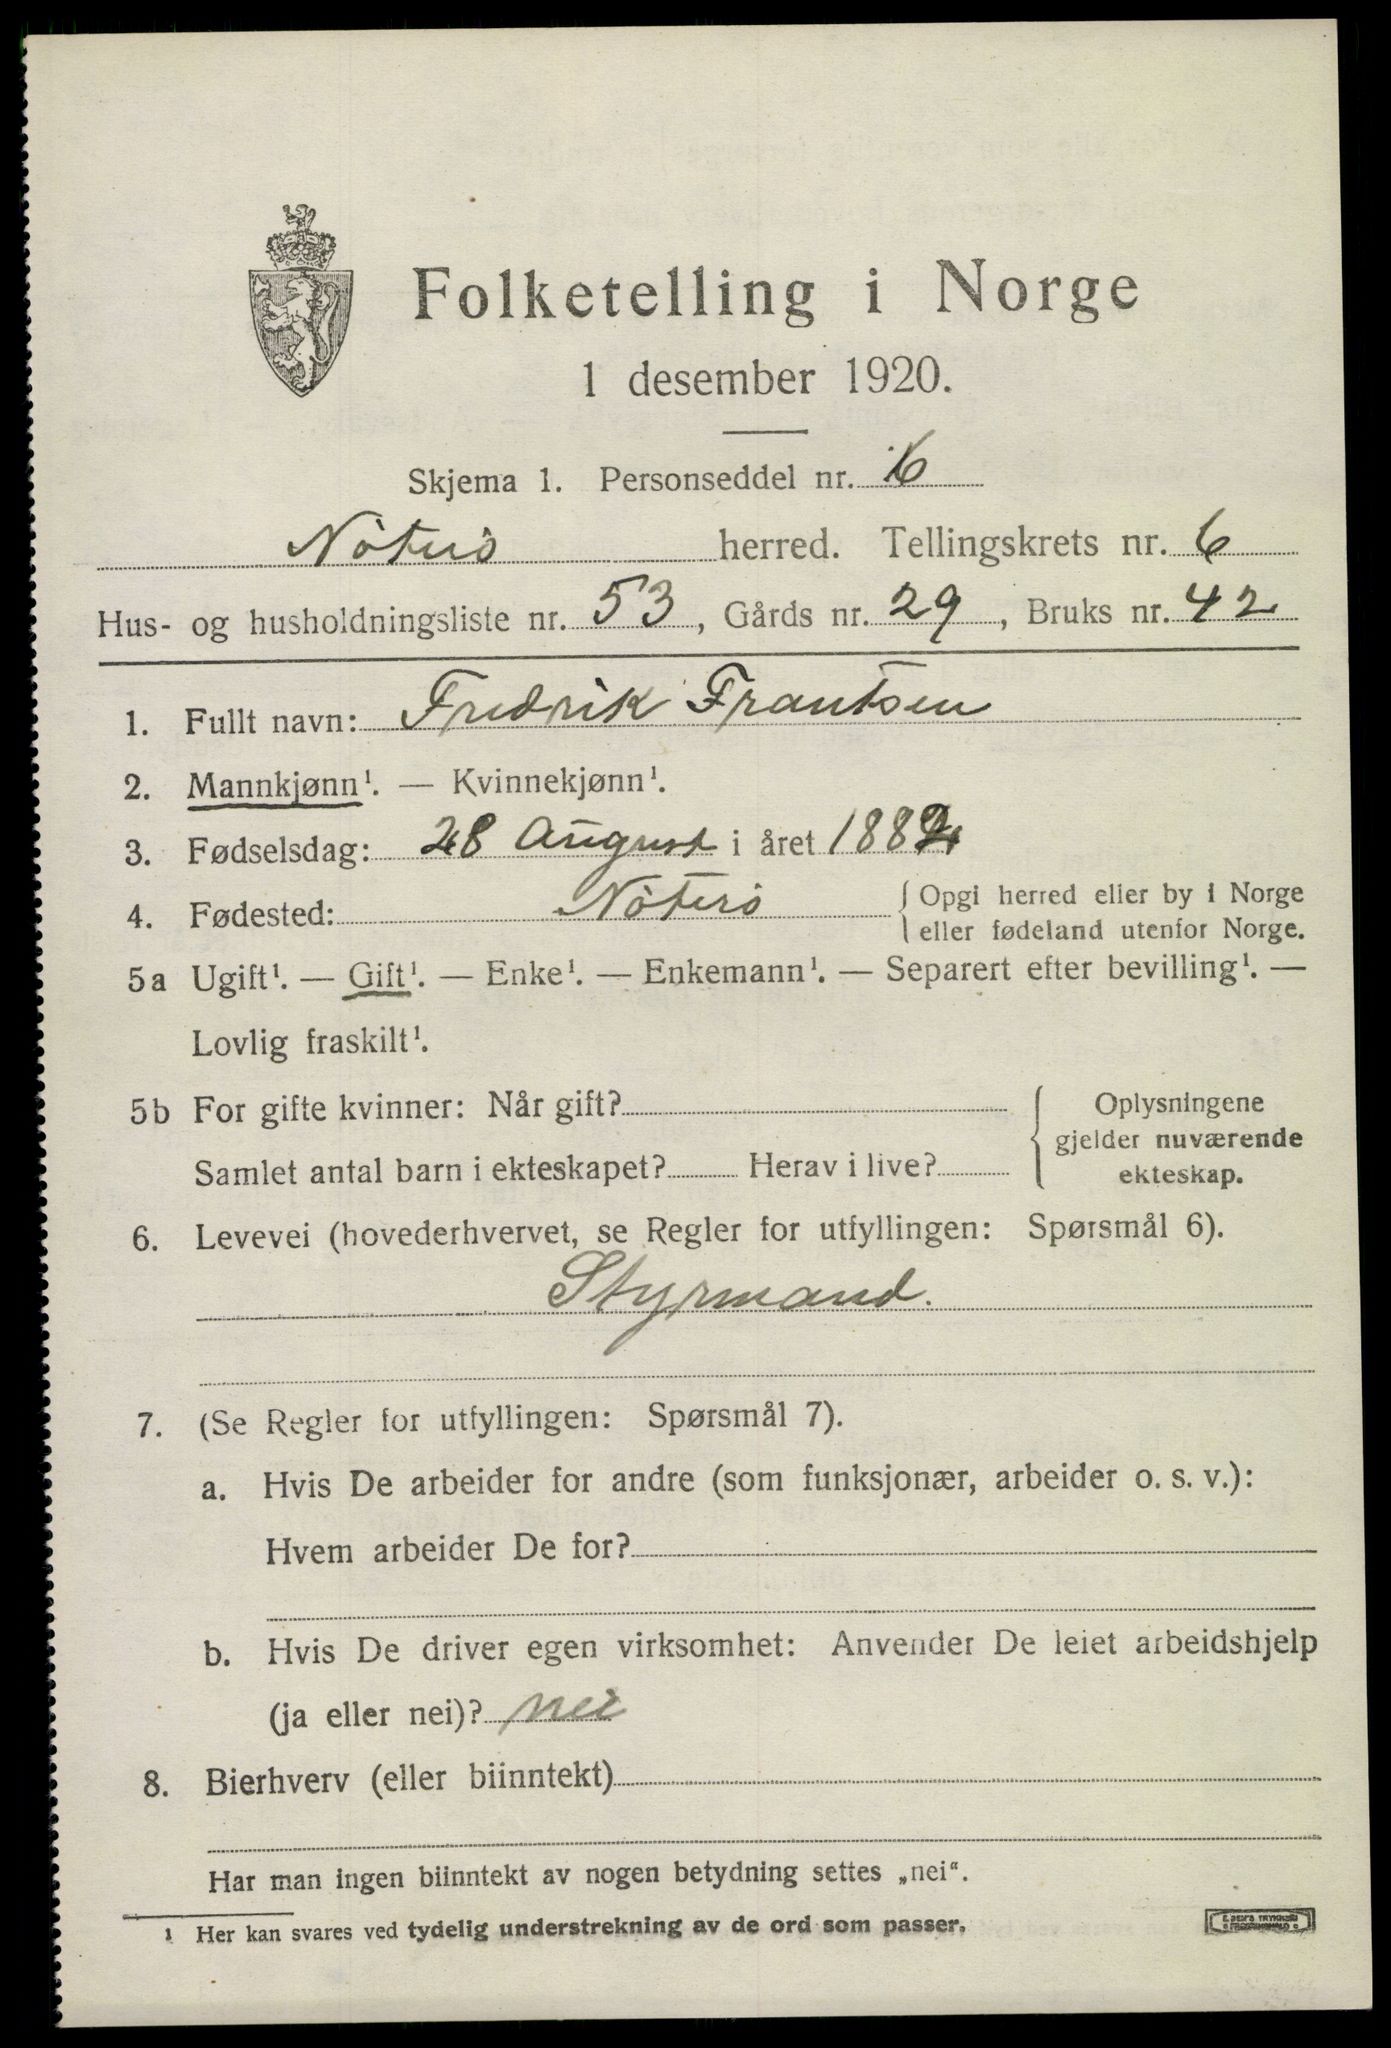 Folketelling i Norge
1 desember 1920.
Skjema 1. Personseddel nr. 6
Nöterö herred. Tellingskrets nr. 6
Hus- og husholdningsliste nr. 53, Gårds nr. 29, Bruks nr. 42
1. Fullt navn: Fredrik Frantsen
2. Mannkjønn¹. — Kvinnekjønn¹.
3. Fødselsdag: 28 August i året
4. Fødested: Nöterö { Opgi herred eller by i Norge
eller fødeland utenfor Norge.
5a Ugift¹. — Gift¹. — Enke¹. — Enkemann¹. — Separert efter bevilling¹. —
Lovlig fraskilt¹.
5b For gifte kvinner: Når gift?
Samlet antal barn i ekteskapet? Herav i live?
{ Oplysningene
gjelder nuværende
ekteskap.
6. Levevei (hovederhvervet, se Regler for utfyllingen: Spørsmål 6).
Styrmand.
7. (Se Regler for utfyllingen: Spørsmål 7).
a. Hvis De arbeider for andre (som funksjonær, arbeider o. s. v.):
Hvem arbeider De for?
b. Hvis De driver egen virksomhet: Anvender De leiet arbeidshjelp
(ja eller nei)? nei
8. Bierhverv (eller biinntekt)
Har man ingen biinntekt av nogen betydning settes „nei“.
¹ Her kan svares ved tydelig understrekning av de ord som passer.